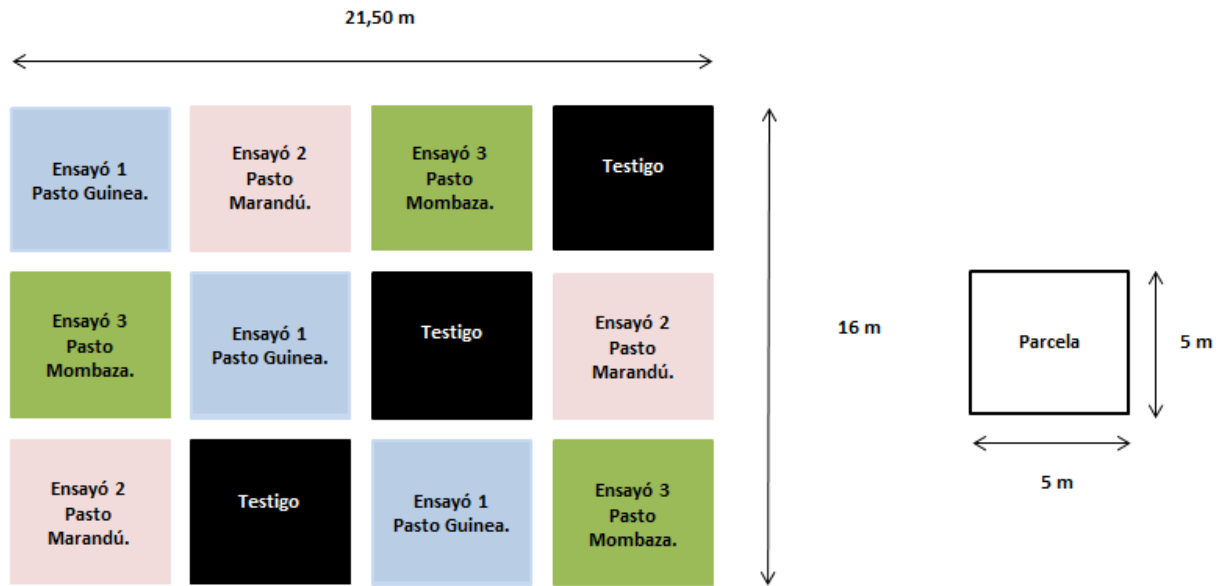 21,50 m
Ensayó 1
Pasto Guinea.
Ensayó 2
Pasto
Marandú.
Ensayó 3
Pasto
Mombaza.
Testigo
Ensayó 3
Pasto
Mombaza.
Ensayó 1
Pasto Guinea.
Testigo
Ensayó 2
Pasto
Marandú.
Ensayó 2
Pasto
Marandú.
Testigo
Ensayó 1
Pasto Guinea.
Ensayó 3
Pasto
Mombaza.
16 m
Parcela
5 m
5 m